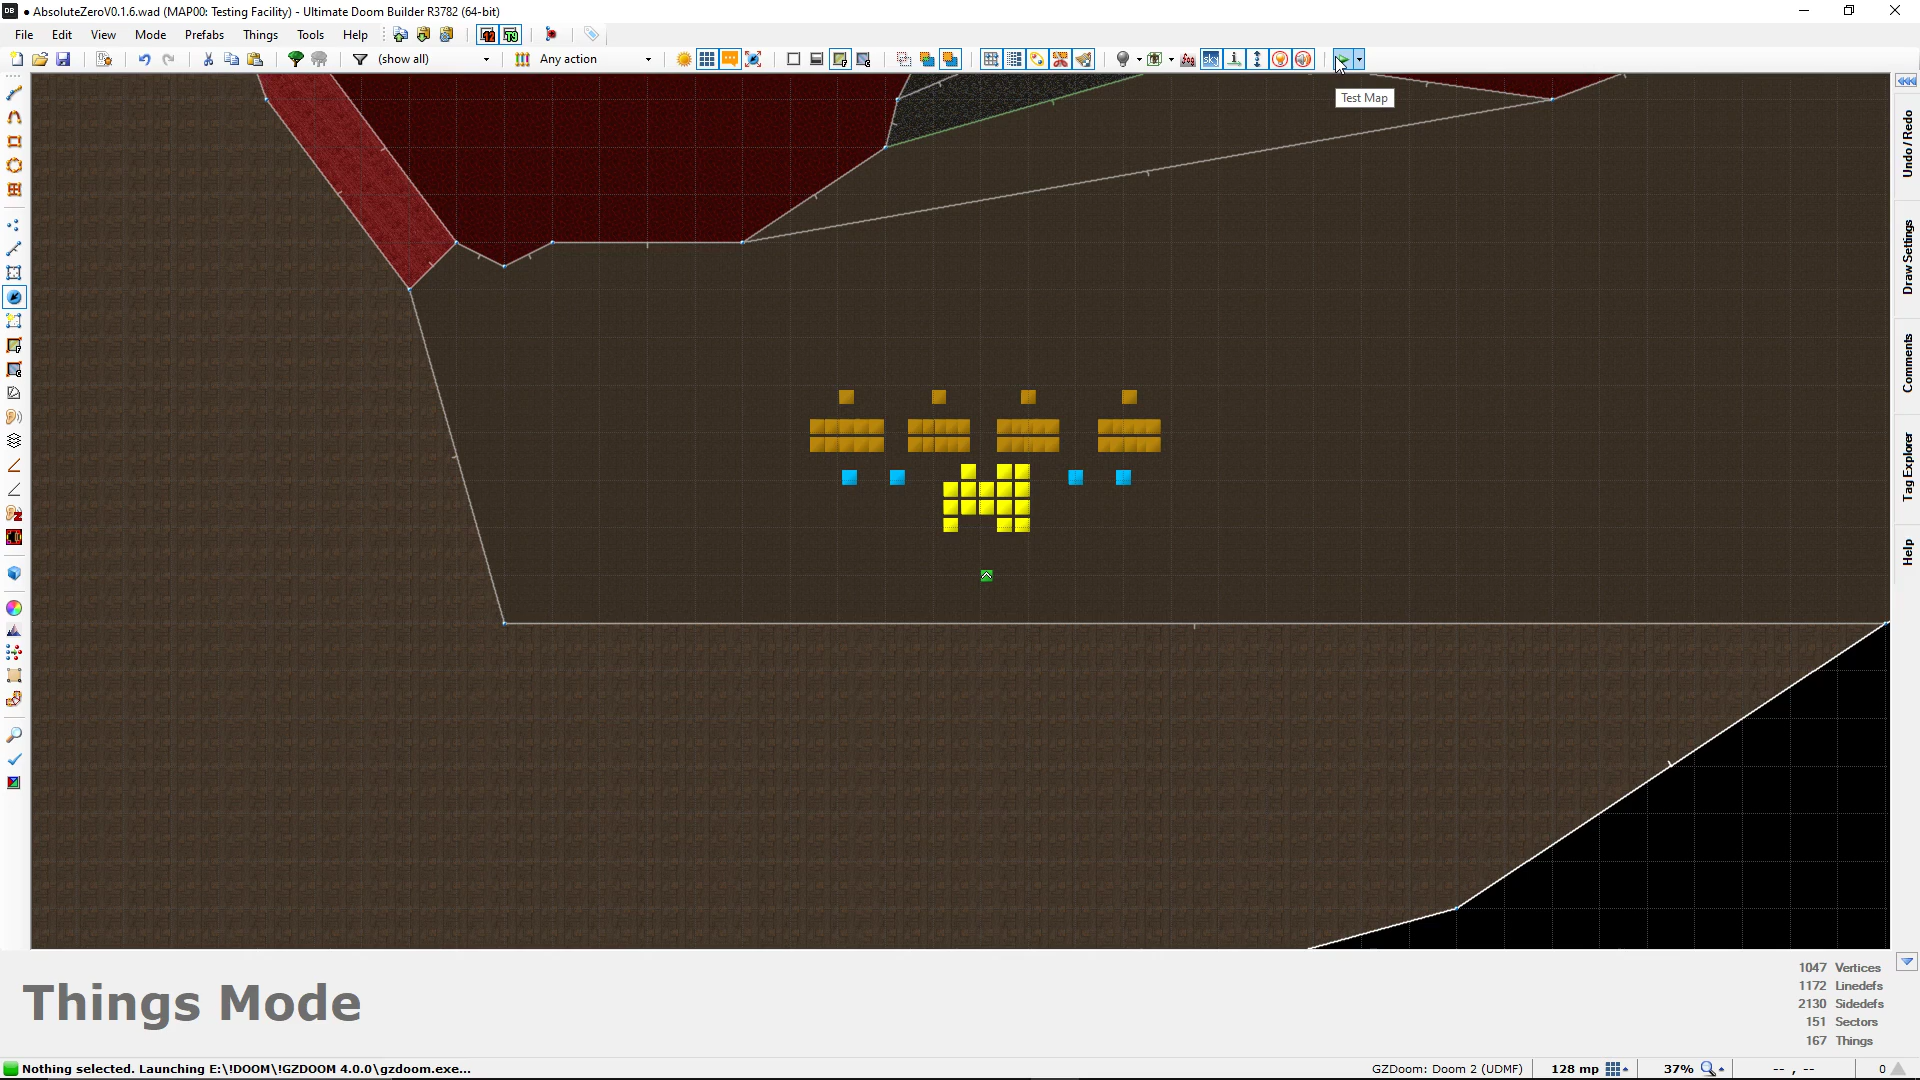 DB • AbsoluteZeroV0.1.6.wad (MAP00: Testing Facility) - Ultimate Doom Builder R3782 (64-bit)
File Edit View Mode Prefabs Things Tools Help
(show all) Any action
Test Map
Undo / Redo
Draw Settings
Comments
Tag Explorer
Help
Things Mode
1047 Vertices
1172 Linedefs
2130 Sidedefs
151 Sectors
167 Things
Nothing selected. Launching E:\!DOOM\!GZDOOM 4.0.0\gzdoom.exe... GZDoom: Doom 2 (UDMF) 128 mp 37% -- , -- 0